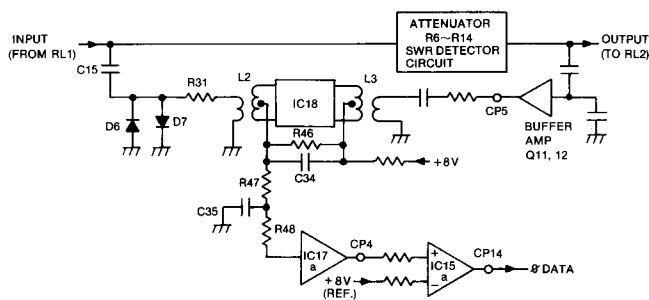 INPUT
(FROM RL1)
ATTENUATOR
R6~R14
SWR DETECTOR
CIRCUIT
OUTPUT
(TO RL2)
C15
R31
L2
L3
IC18
D6
D7
R46
C34
+8V
CP5
BUFFER
AMP
Q11, 12
R47
C35
R48
IC17
a
CP4
+
IC15
a
−
CP14
θ DATA
+8V
(REF.)